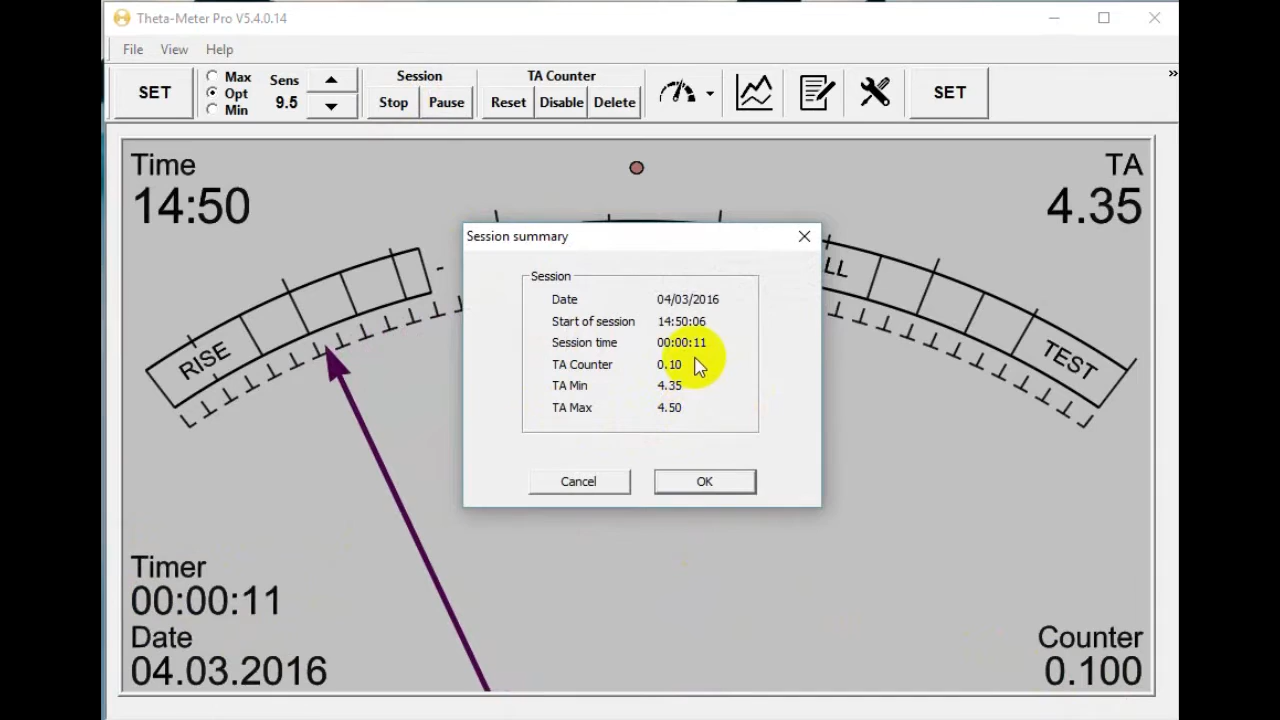 Theta-Meter Pro V5.4.0.14
File View Help
SET
Max
Opt
Min
Sens
9.5
Session
Stop Pause
TA Counter
Reset Disable Delete
SET
»
Time
14:50
TA
4.35
RISE
-
LL
TEST
Session summary
Session
Date 04/03/2016
Start of session 14:50:06
Session time 00:00:11
TA Counter 0.10
TA Min 4.35
TA Max 4.50
Cancel OK
Timer
00:00:11
Date
04.03.2016
Counter
0.100